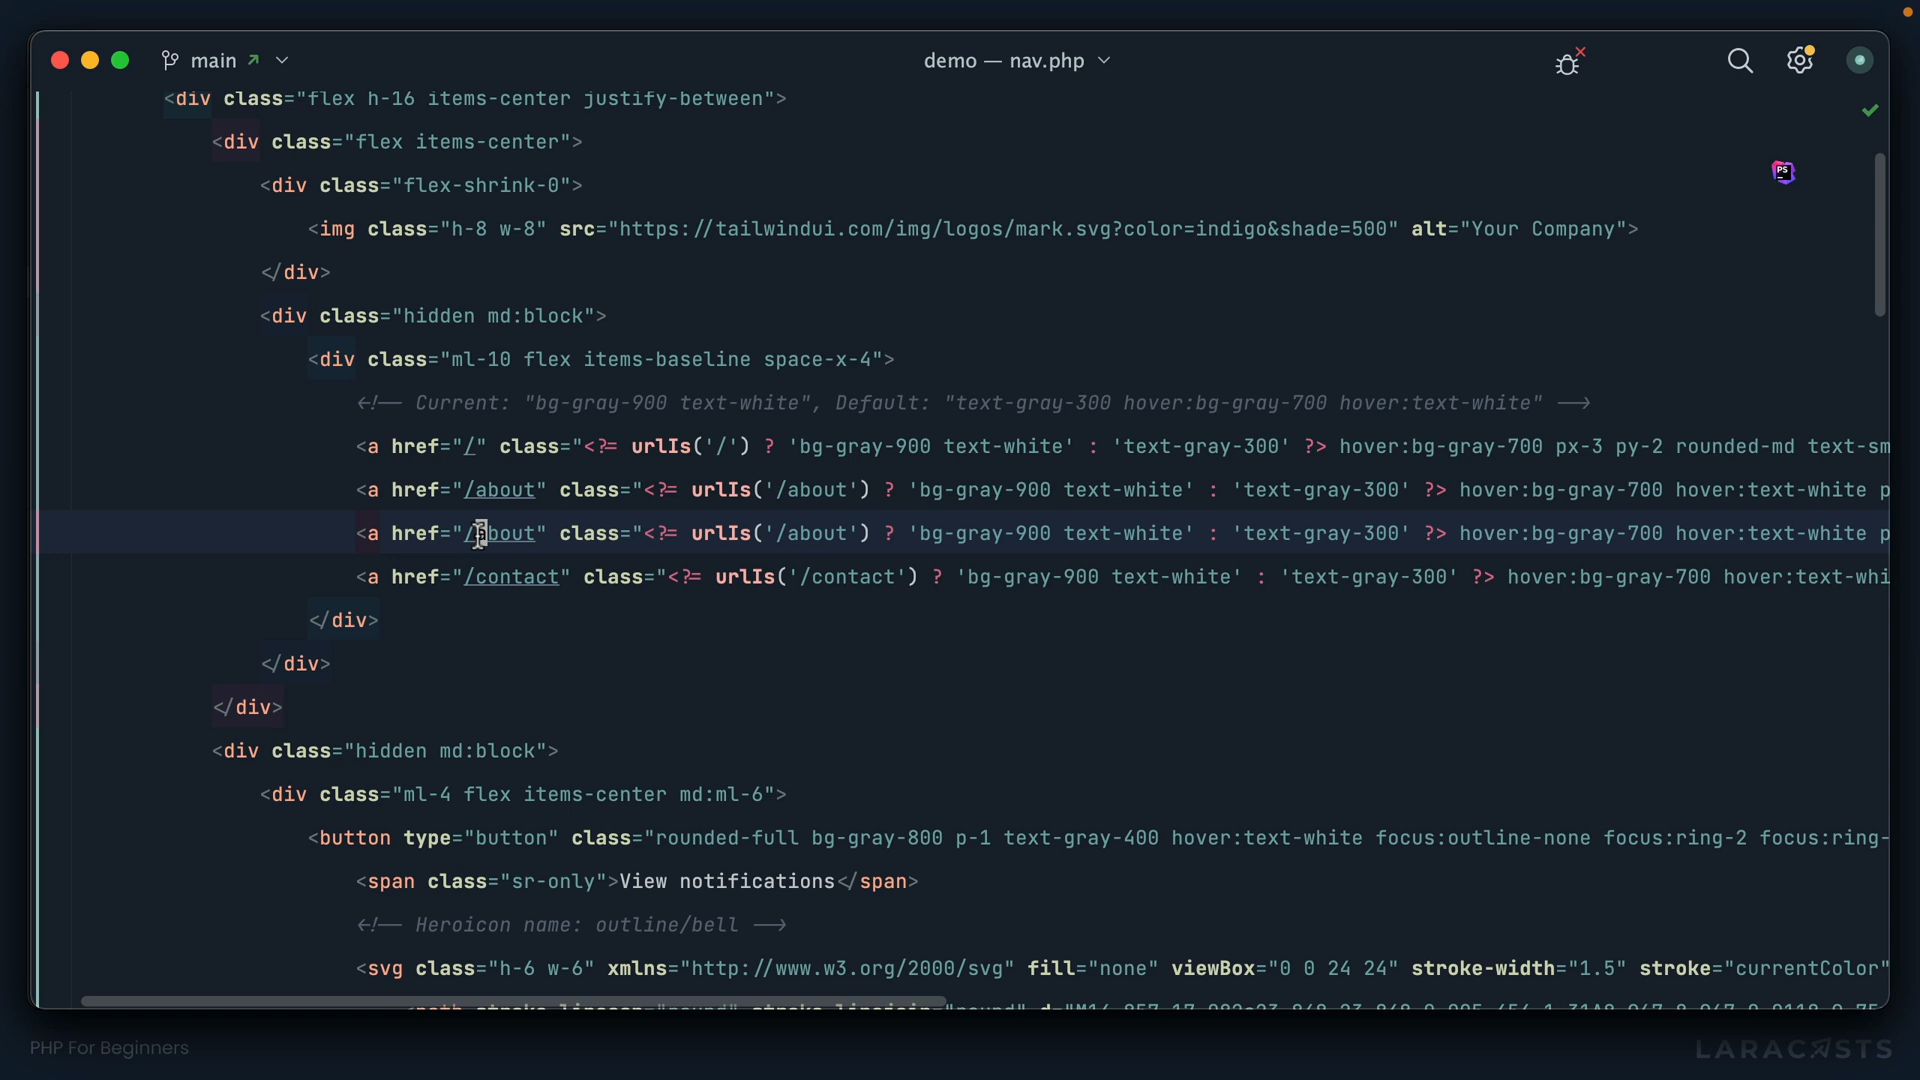 main
demo — nav.php
<div class="flex h-16 items-center justify-between">
<div class="flex items-center">
<div class="flex-shrink-0">
<img class="h-8 w-8" src="https://tailwindui.com/img/logos/mark.svg?color=indigo&shade=500" alt="Your Company">
</div>
<div class="hidden md:block">
<div class="ml-10 flex items-baseline space-x-4">
<!-- Current: "bg-gray-900 text-white", Default: "text-gray-300 hover:bg-gray-700 hover:text-white" -->
<a href="/" class="<?= urlIs('/') ? 'bg-gray-900 text-white' : 'text-gray-300' ?> hover:bg-gray-700 px-3 py-2 rounded-md text-sm
<a href="/about" class="<?= urlIs('/about') ? 'bg-gray-900 text-white' : 'text-gray-300' ?> hover:bg-gray-700 hover:text-white p
<a href="/about" class="<?= urlIs('/about') ? 'bg-gray-900 text-white' : 'text-gray-300' ?> hover:bg-gray-700 hover:text-white p
<a href="/contact" class="<?= urlIs('/contact') ? 'bg-gray-900 text-white' : 'text-gray-300' ?> hover:bg-gray-700 hover:text-whi
</div>
</div>
</div>
<div class="hidden md:block">
<div class="ml-4 flex items-center md:ml-6">
<button type="button" class="rounded-full bg-gray-800 p-1 text-gray-400 hover:text-white focus:outline-none focus:ring-2 focus:ring-
<span class="sr-only">View notifications</span>
<!-- Heroicon name: outline/bell -->
<svg class="h-6 w-6" xmlns="http://www.w3.org/2000/svg" fill="none" viewBox="0 0 24 24" stroke-width="1.5" stroke="currentColor"
PS
PHP For Beginners
LARACASTS